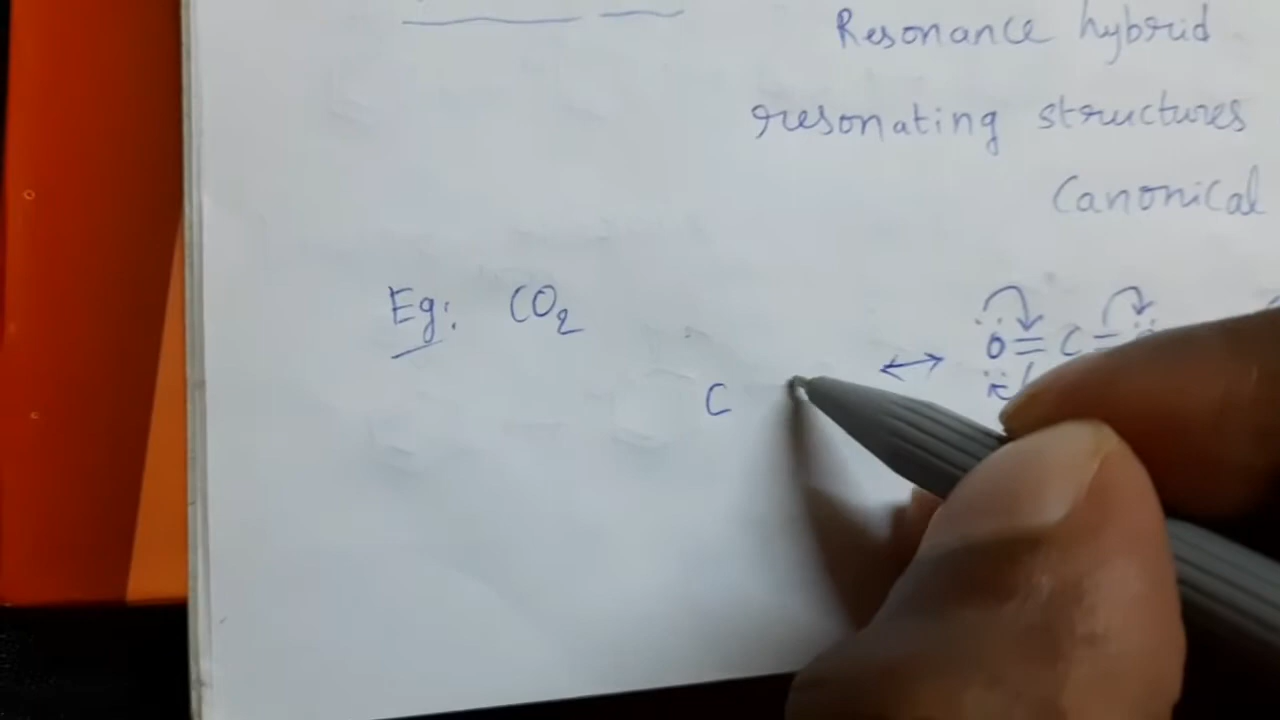 Resonance hybrid
resonating structures
Canonical
Eg: CO₂
↔ O=C=
C